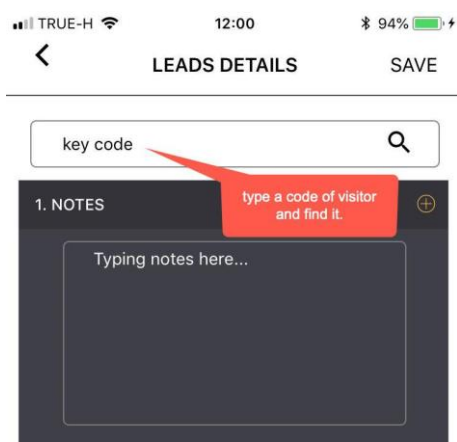 TRUE-H 12:00 94%
LEADS DETAILS SAVE
key code
type a code of visitor
and find it.
1. NOTES
Typing notes here...